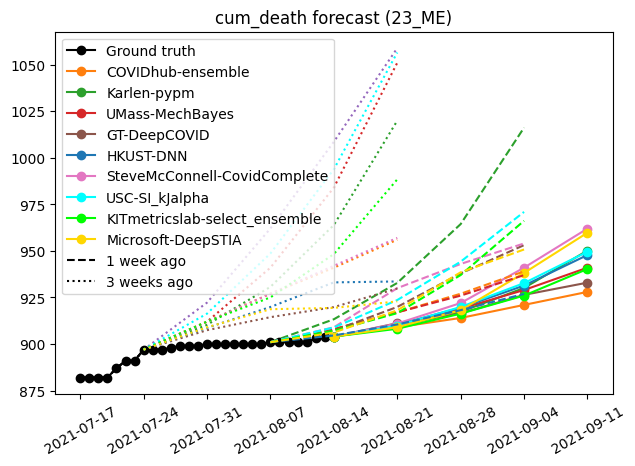 cum_death forecast (23_ME)
1050
1025
1000
975
950
925
900
875
Ground truth
COVIDhub-ensemble
Karlen-pypm
UMass-MechBayes
GT-DeepCOVID
HKUST-DNN
SteveMcConnell-CovidComplete
USC-SI_kJalpha
KITmetricslab-select_ensemble
Microsoft-DeepSTIA
1 week ago
3 weeks ago
2021-07-17
2021-07-24
2021-07-31
2021-08-07
2021-08-14
2021-08-21
2021-08-28
2021-09-04
2021-09-11